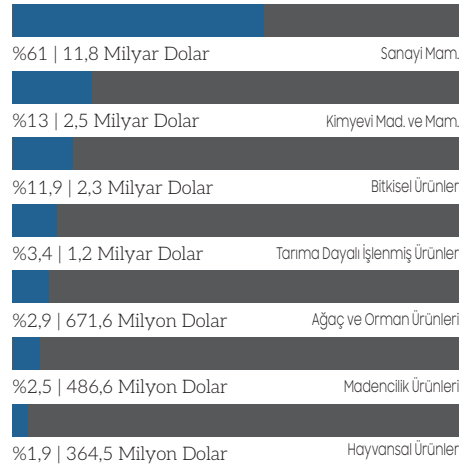 %61 | 11,8 Milyar Dolar Sanayi Mam.
%13 | 2,5 Milyar Dolar Kimyevi Mad. ve Mam.
%11,9 | 2,3 Milyar Dolar Bitkisel Ürünler
%3,4 | 1,2 Milyar Dolar Tarıma Dayalı İşlenmiş Ürünler
%2,9 | 671,6 Milyon Dolar Ağaç ve Orman Ürünleri
%2,5 | 486,6 Milyon Dolar Madencilik Ürünleri
%1,9 | 364,5 Milyon Dolar Hayvansal Ürünler